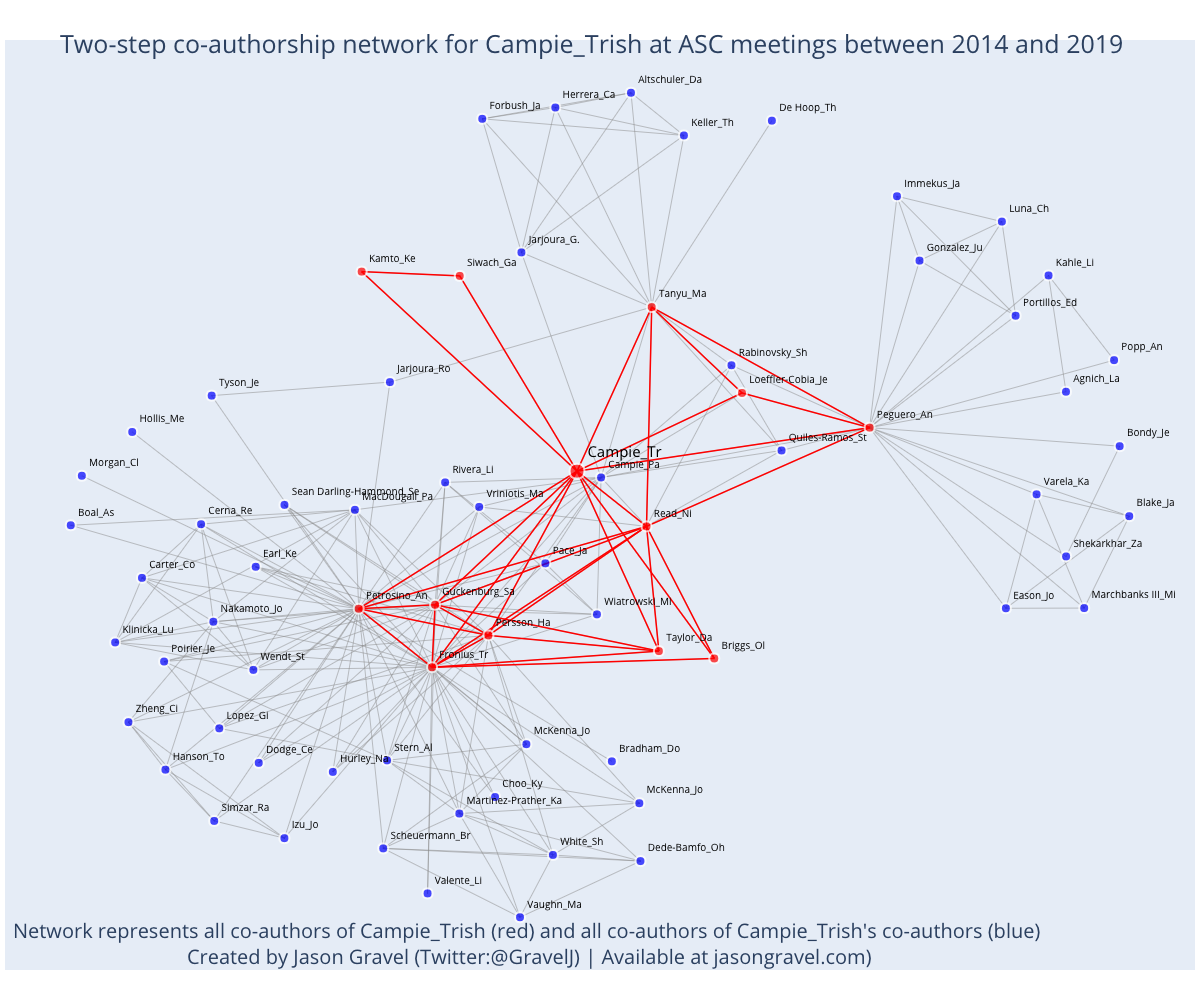 Two-step co-authorship network for Campie_Trish at ASC meetings between 2014 and 2019
Altschuler_Da
Herrera_Ca
Forbush_Ja
De Hoop_Th
Keller_Th
Immekus_Ja
Luna_Ch
Jarjoura_G.
Gonzalez_Ju
Kamto_Ke
Siwach_Ga
Kahle_Li
Tanyu_Ma
Portillos_Ed
Popp_An
Rabinovsky_Sh
Jarjoura_Ro
Loeffler-Cobia_Je
Tyson_Je
Agnich_La
Peguero_An
Hollis_Me
Bondy_Je
Quiles-Ramos_St
Campie_Tr
Campie_Pa
Morgan_Cl
Rivera_Li
Varela_Ka
Sean Darling-Hammond_Se
MacDougall_Pa
Vriniotis_Ma
Blake_Ja
Boal_As
Cerna_Re
Read_Ni
Shekarkhar_Za
Earl_Ke
Pace_Ja
Carter_Co
Petrosino_An
Guckenburg_Sa
Wiatrowski_Mi
Eason_Jo
Marchbanks III_Mi
Nakamoto_Jo
Persson_Ha
Klinicka_Lu
Taylor_Da
Briggs_Ol
Poirier_Je
Wendt_St
Fronius_Tr
Zheng_Ci
Lopez_Gi
McKenna_Jo
Bradham_Do
Hanson_To
Dodge_Ce
Hurley_Na
Stern_Al
Choo_Ky
McKenna_Jo
Simzar_Ra
Martinez-Prather_Ka
Izu_Jo
Scheuermann_Br
White_Sh
Dede-Bamfo_Oh
Valente_Li
Vaughn_Ma
Network represents all co-authors of Campie_Trish (red) and all co-authors of Campie_Trish's co-authors (blue)
Created by Jason Gravel (Twitter:@GravelJ) | Available at jasongravel.com)